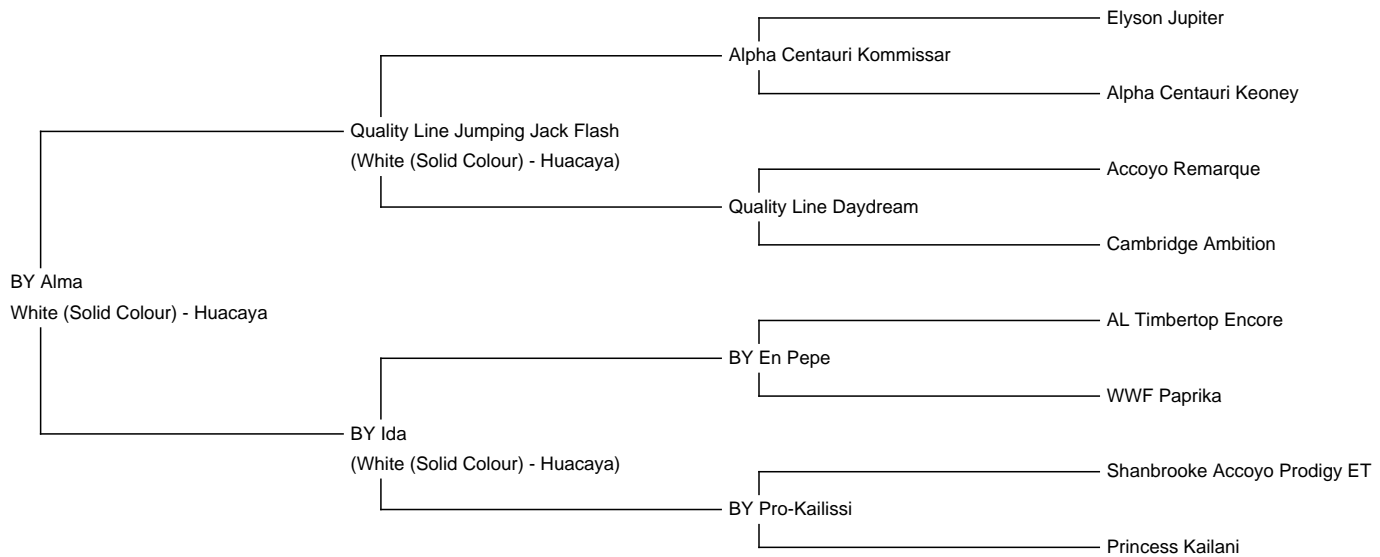 Elyson Jupiter
Alpha Centauri Kommissar
Alpha Centauri Keoney
Quality Line Jumping Jack Flash
(White (Solid Colour) - Huacaya)
Accoyo Remarque
Quality Line Daydream
Cambridge Ambition
BY Alma
White (Solid Colour) - Huacaya
AL Timbertop Encore
BY En Pepe
WWF Paprika
BY Ida
(White (Solid Colour) - Huacaya)
Shanbrooke Accoyo Prodigy ET
BY Pro-Kailissi
Princess Kailani